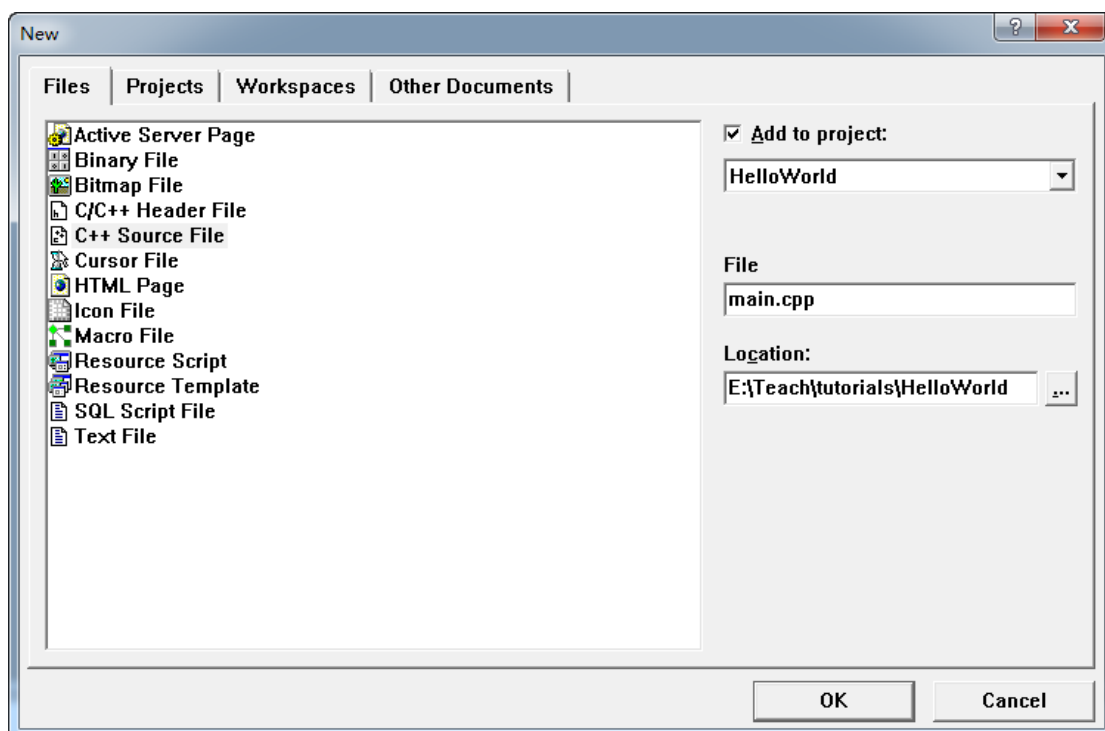 New
Files Projects Workspaces Other Documents
Active Server Page
Binary File
Bitmap File
C/C++ Header File
C++ Source File
Cursor File
HTML Page
Icon File
Macro File
Resource Script
Resource Template
SQL Script File
Text File
Add to project:
HelloWorld
File
main.cpp
Location:
E:\Teach\tutorials\HelloWorld ...
OK Cancel